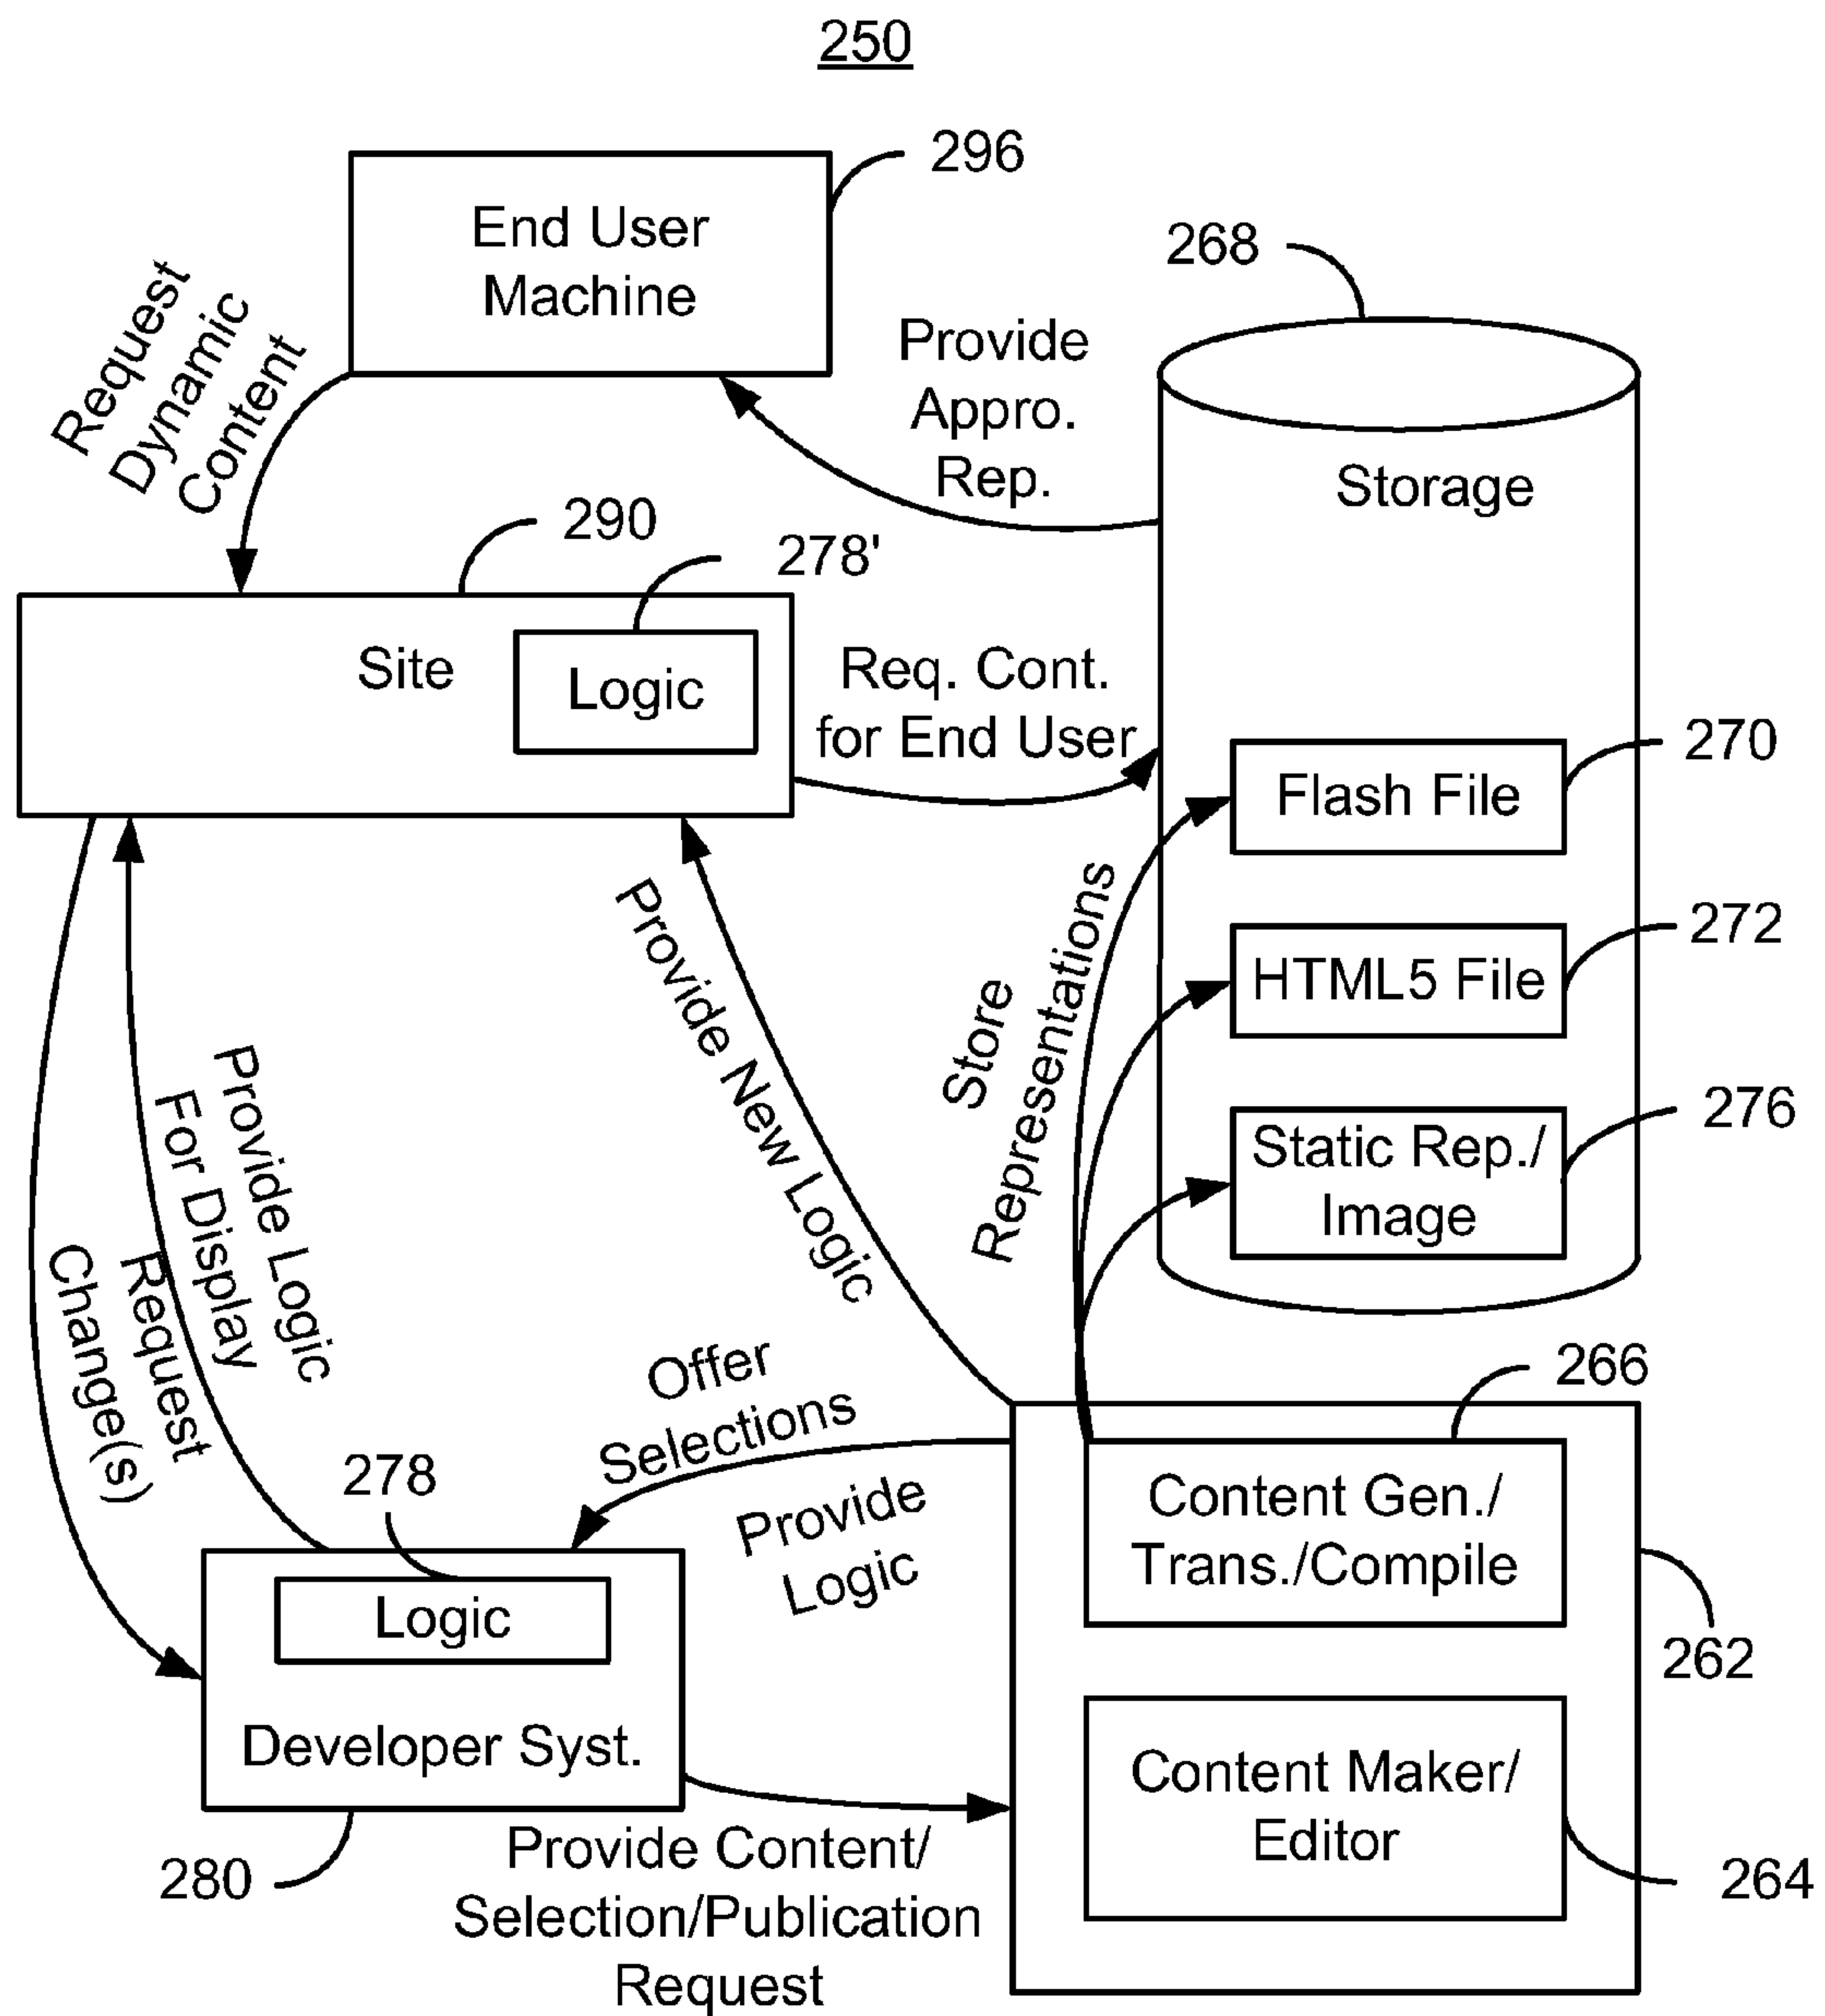 250
296
End User
Machine
268
Request
Dynamic
Content
Provide
Appro.
Rep.
Storage
290
278'
Site
Logic
Req. Cont.
for End User
270
Flash File
272
HTML5 File
276
Static Rep./
Image
Store
Representations
Provide New Logic
Provide Logic
For Display
Request
Change(s)
Offer
Selections
Provide
Logic
266
Content Gen./
Trans./Compile
262
278
Logic
Developer Syst.
280
Content Maker/
Editor
264
Provide Content/
Selection/Publication
Request